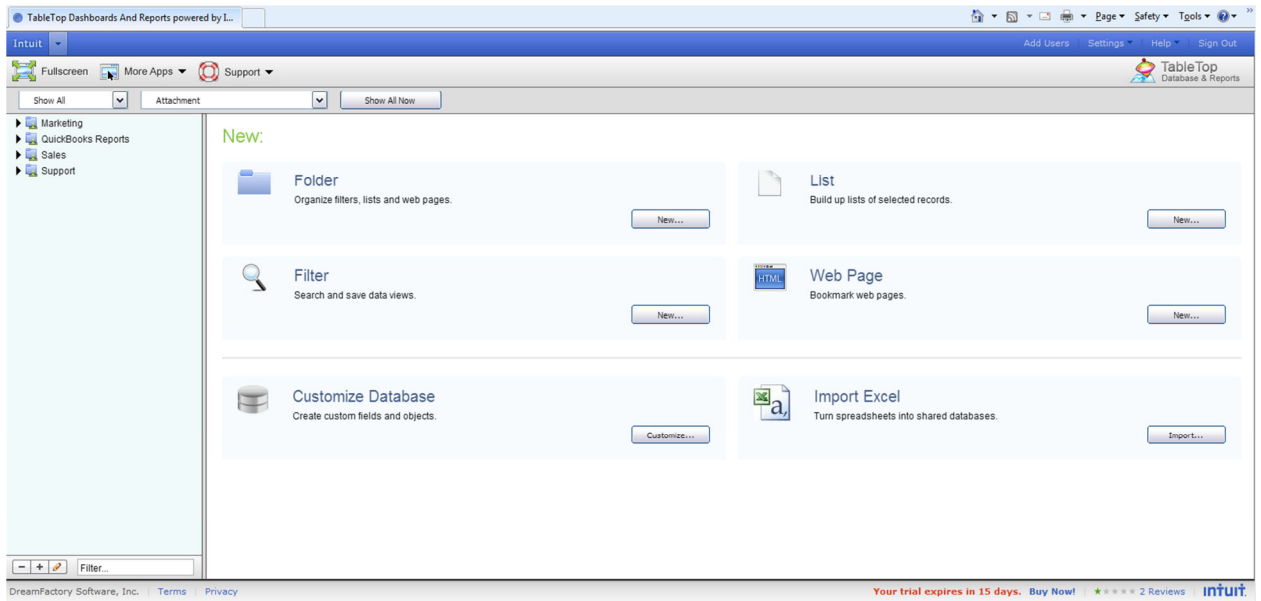 TableTop Dashboards And Reports powered by I...
Page Safety Tools
Intuit
Add Users Settings Help Sign Out
Fullscreen More Apps Support
TableTop
Database & Reports
Show All Attachment Show All Now
Marketing
QuickBooks Reports
Sales
Support
New:
Folder
Organize filters, lists and web pages.
New...
List
Build up lists of selected records.
New...
Filter
Search and save data views.
New...
HTML
Web Page
Bookmark web pages.
New...
Customize Database
Create custom fields and objects.
Customize...
a,
Import Excel
Turn spreadsheets into shared databases.
Import...
Filter...
DreamFactory Software, Inc. Terms Privacy
Your trial expires in 15 days. Buy Now! 2 Reviews INTUIT.